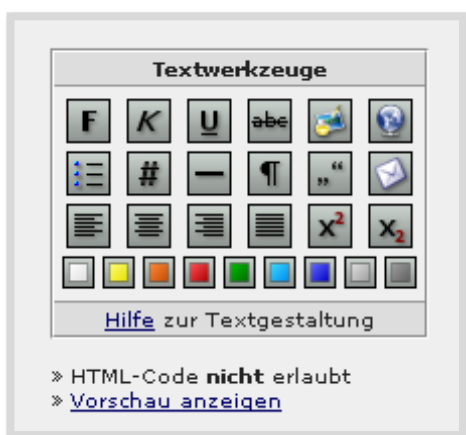 Textwerkzeuge
F K U abc
# — ¶ „“
x² x₂
Hilfe zur Textgestaltung
» HTML-Code nicht erlaubt
» Vorschau anzeigen